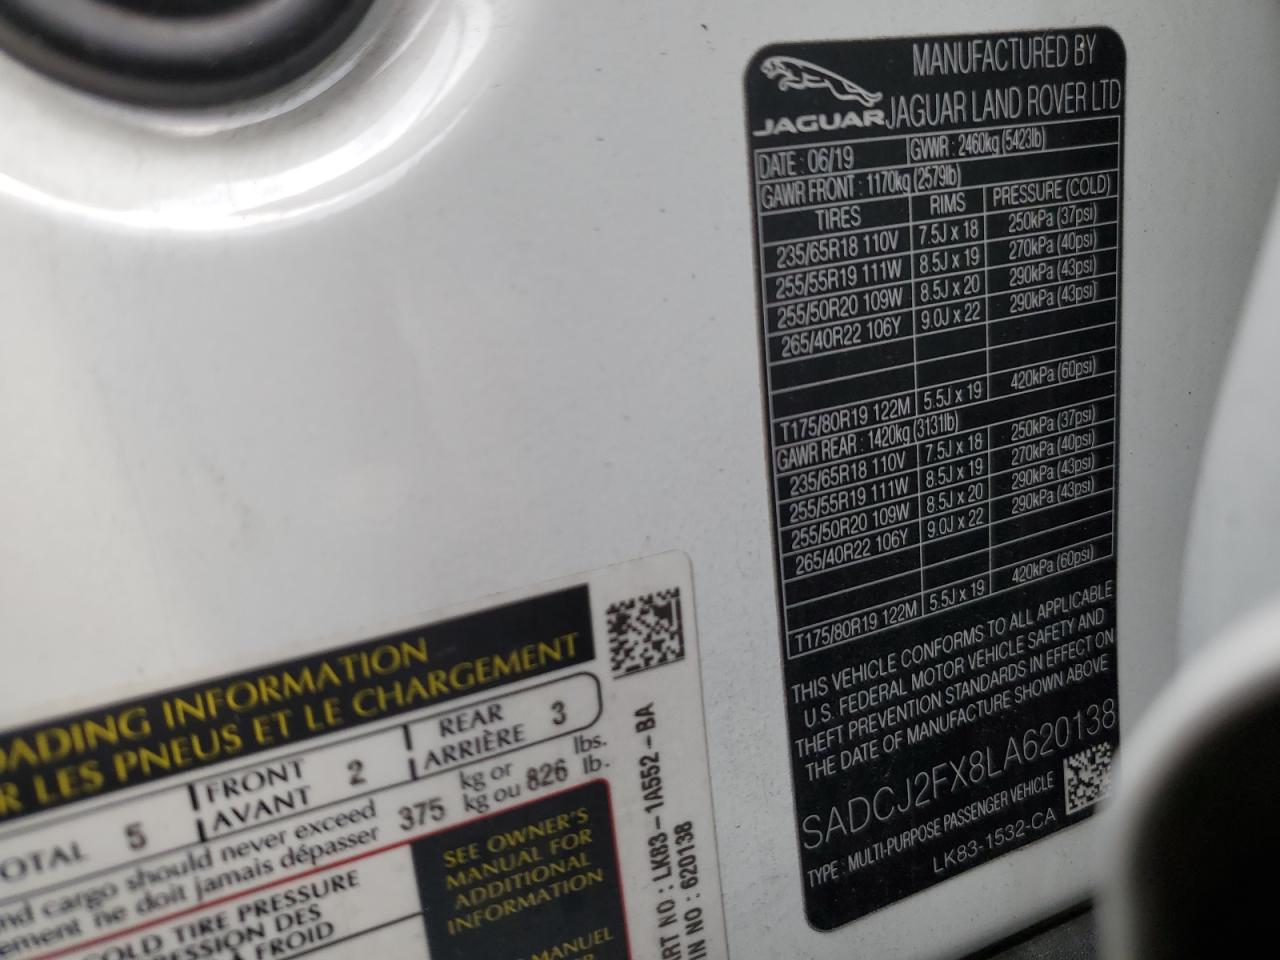 JAGUAR
MANUFACTURED BY
JAGUAR LAND ROVER LTD
DATE : 06/19 GVWR : 2460kg (5423lb)
GAWR FRONT : 1170kg (2579lb)
TIRES RIMS PRESSURE (COLD)
235/65R18 110V 7.5J x 18 250kPa (37psi)
255/55R19 111W 8.5J x 19 270kPa (40psi)
255/50R20 109W 8.5J x 20 290kPa (43psi)
265/40R22 106Y 9.0J x 22 290kPa (43psi)
T175/80R19 122M 5.5J x 19 420kPa (60psi)
GAWR REAR : 1420kg (3131lb)
235/65R18 110V 7.5J x 18 250kPa (37psi)
255/55R19 111W 8.5J x 19 270kPa (40psi)
255/50R20 109W 8.5J x 20 290kPa (43psi)
265/40R22 106Y 9.0J x 22 290kPa (43psi)
T175/80R19 122M 5.5J x 19 420kPa (60psi)
THIS VEHICLE CONFORMS TO ALL APPLICABLE
U.S. FEDERAL MOTOR VEHICLE SAFETY AND
THEFT PREVENTION STANDARDS IN EFFECT ON
THE DATE OF MANUFACTURE SHOWN ABOVE
SADCJ2FX8LA620138
TYPE : MULTI-PURPOSE PASSENGER VEHICLE
LK83-1532-CA
OADING INFORMATION
R LES PNEUS ET LE CHARGEMENT
OTAL 5 FRONT AVANT 2 REAR ARRIÈRE 3
nd cargo should never exceed 375 kg or 826 lbs.
ement ne doit jamais dépasser kg ou lb.
COLD TIRE PRESSURE
PRESSION DES
À FROID
SEE OWNER'S
MANUAL FOR
ADDITIONAL
INFORMATION
MANUEL
ART NO : LK83-1A552-BA
IN NO : 620138